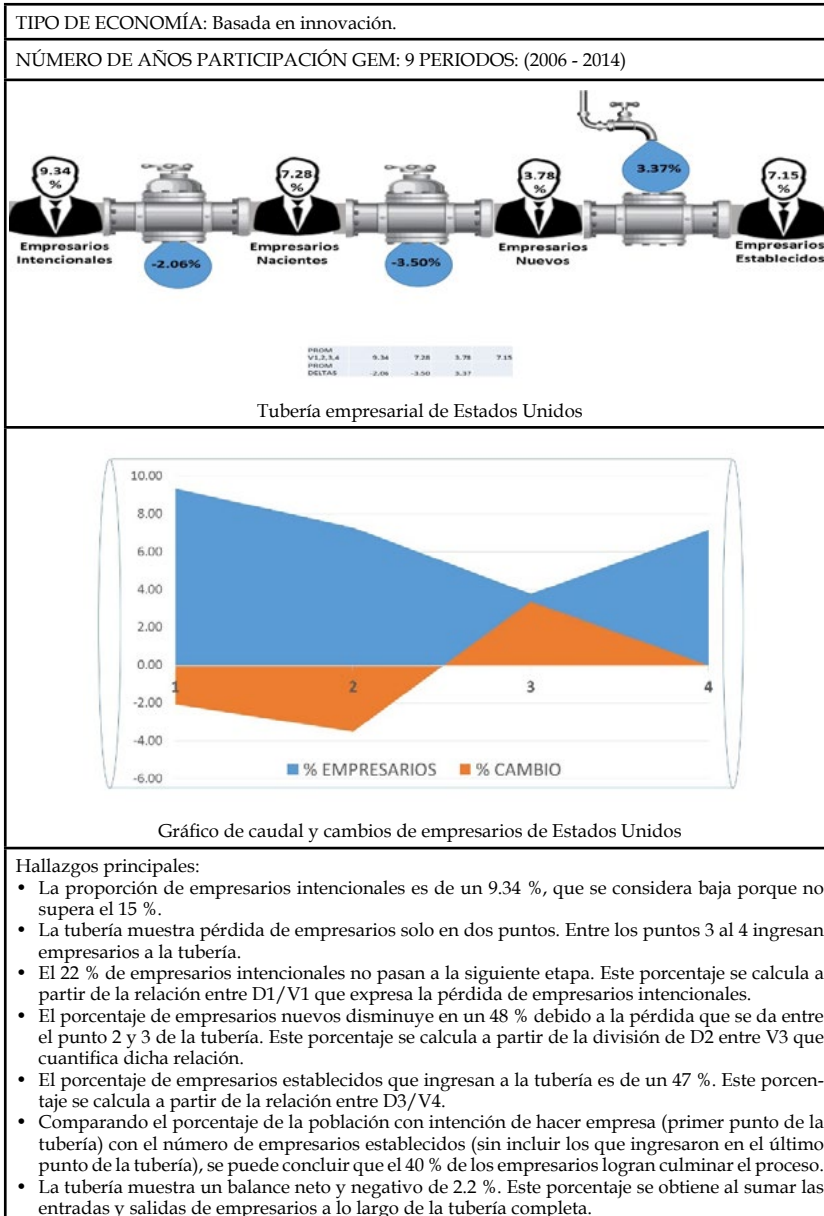 TIPO DE ECONOMÍA: Basada en innovación.
NÚMERO DE AÑOS PARTICIPACIÓN GEM: 9 PERIODOS: (2006 - 2014)
9.34
%
7.28
%
3.78
%
3.37%
7.15
%
Empresarios
Intencionales
-2.06%
Empresarios
Nacientes
-3.50%
Empresarios
Nuevos
Empresarios
Establecidos
PROM
V1,2,3,4 9.34 7.28 3.78 7.15
PROM
DELTAS -2.06 -3.50 3.37
Tubería empresarial de Estados Unidos
10.00
8.00
6.00
4.00
2.00
0.00
-2.00
-4.00
-6.00
1 2 3 4
% EMPRESARIOS % CAMBIO
Gráfico de caudal y cambios de empresarios de Estados Unidos
Hallazgos principales:
• La proporción de empresarios intencionales es de un 9.34 %, que se considera baja porque no
supera el 15 %.
• La tubería muestra pérdida de empresarios solo en dos puntos. Entre los puntos 3 al 4 ingresan
empresarios a la tubería.
• El 22 % de empresarios intencionales no pasan a la siguiente etapa. Este porcentaje se calcula a
partir de la relación entre D1/V1 que expresa la pérdida de empresarios intencionales.
• El porcentaje de empresarios nuevos disminuye en un 48 % debido a la pérdida que se da entre
el punto 2 y 3 de la tubería. Este porcentaje se calcula a partir de la división de D2 entre V3 que
cuantifica dicha relación.
• El porcentaje de empresarios establecidos que ingresan a la tubería es de un 47 %. Este porcen-
taje se calcula a partir de la relación entre D3/V4.
• Comparando el porcentaje de la población con intención de hacer empresa (primer punto de la
tubería) con el número de empresarios establecidos (sin incluir los que ingresaron en el último
punto de la tubería), se puede concluir que el 40 % de los empresarios logran culminar el proceso.
• La tubería muestra un balance neto y negativo de 2.2 %. Este porcentaje se obtiene al sumar las
entradas y salidas de empresarios a lo largo de la tubería completa.